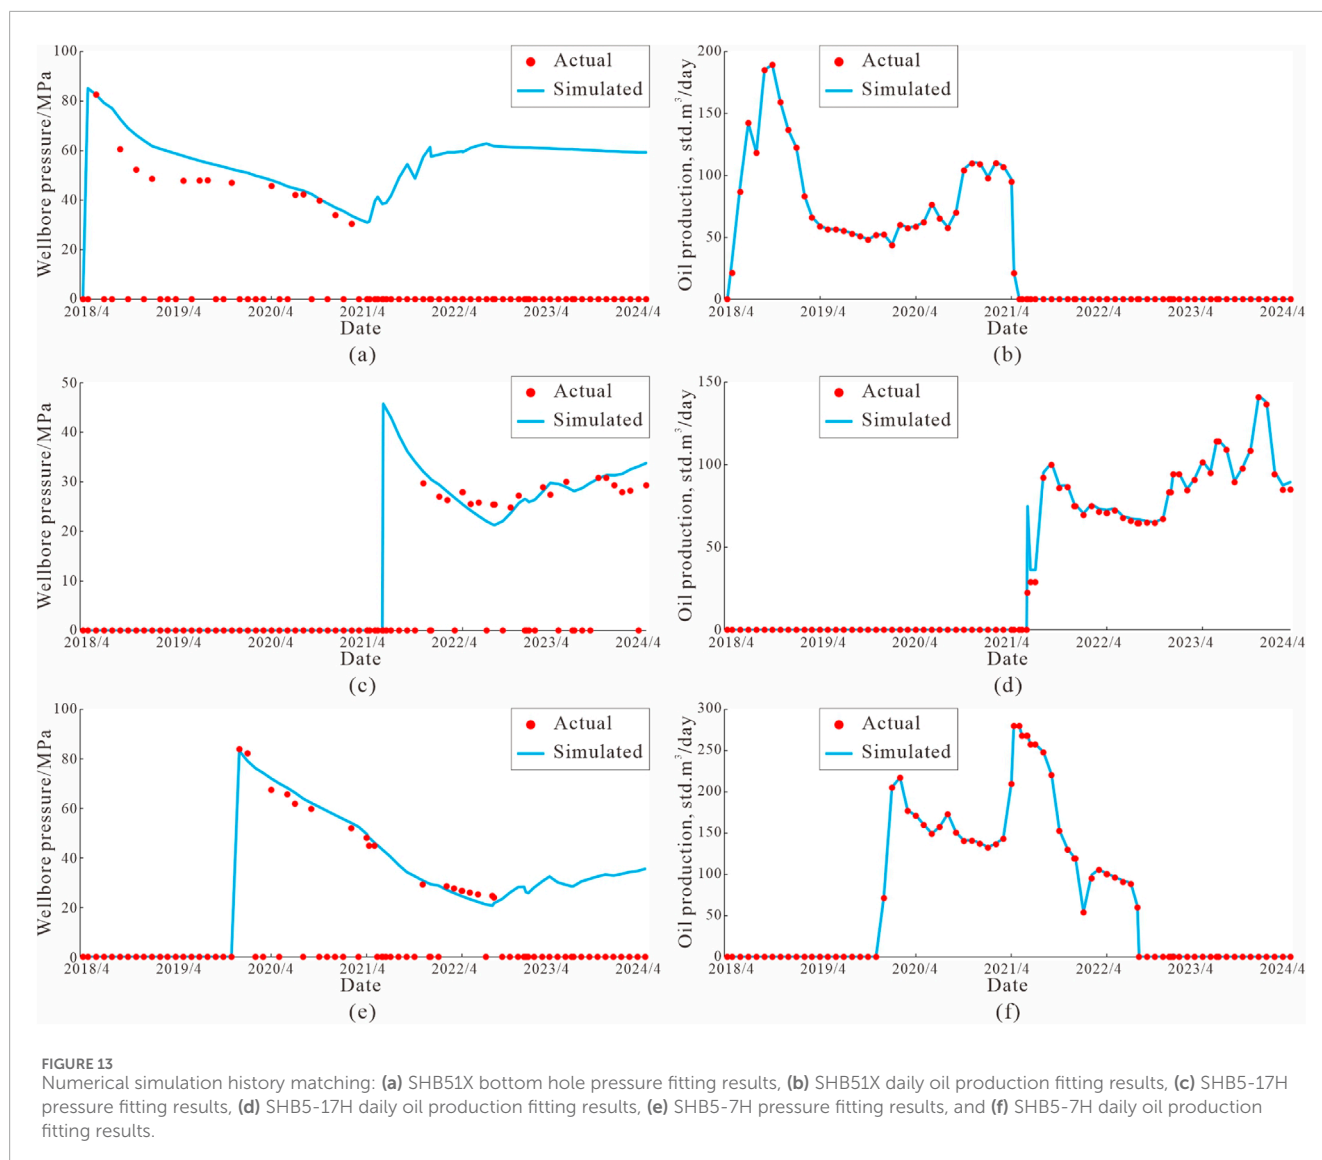 100
80
60
40
20
0
Wellbore pressure/MPa
Actual
Simulated
2018/4 2019/4 2020/4 2021/4 2022/4 2023/4 2024/4
Date
(a)
200
150
100
50
0
Oil production, std.m³/day
Actual
Simulated
2018/4 2019/4 2020/4 2021/4 2022/4 2023/4 2024/4
Date
(b)
50
40
30
20
10
0
Wellbore pressure/MPa
Actual
Simulated
2018/4 2019/4 2020/4 2021/4 2022/4 2023/4 2024/4
Date
(c)
150
100
50
0
Oil production, std.m³/day
Actual
Simulated
2018/4 2019/4 2020/4 2021/4 2022/4 2023/4 2024/4
Date
(d)
100
80
60
40
20
0
Wellbore pressure/MPa
Actual
Simulated
2018/4 2019/4 2020/4 2021/4 2022/4 2023/4 2024/4
Date
(e)
300
250
200
150
100
50
0
Oil production, std.m³/day
Actual
Simulated
2018/4 2019/4 2020/4 2021/4 2022/4 2023/4 2024/4
Date
(f)
FIGURE 13
Numerical simulation history matching: (a) SHB51X bottom hole pressure fitting results, (b) SHB51X daily oil production fitting results, (c) SHB5-17H
pressure fitting results, (d) SHB5-17H daily oil production fitting results, (e) SHB5-7H pressure fitting results, and (f) SHB5-7H daily oil production
fitting results.